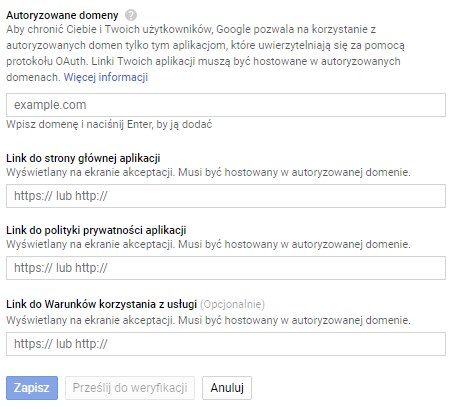 Autoryzowane domeny ?
Aby chronić Ciebie i Twoich użytkowników, Google pozwala na korzystanie z
autoryzowanych domen tylko tym aplikacjom, które uwierzytelniają się za pomocą
protokołu OAuth. Linki Twoich aplikacji muszą być hostowane w autoryzowanych
domenach. Więcej informacji
example.com
Wpisz domenę i naciśnij Enter, by ją dodać
Link do strony głównej aplikacji
Wyświetlany na ekranie akceptacji. Musi być hostowany w autoryzowanej domenie.
https:// lub http://
Link do polityki prywatności aplikacji
Wyświetlany na ekranie akceptacji. Musi być hostowany w autoryzowanej domenie.
https:// lub http://
Link do Warunków korzystania z usługi (Opcjonalnie)
Wyświetlany na ekranie akceptacji. Musi być hostowany w autoryzowanej domenie.
https:// lub http://
Zapisz Prześlij do weryfikacji Anuluj